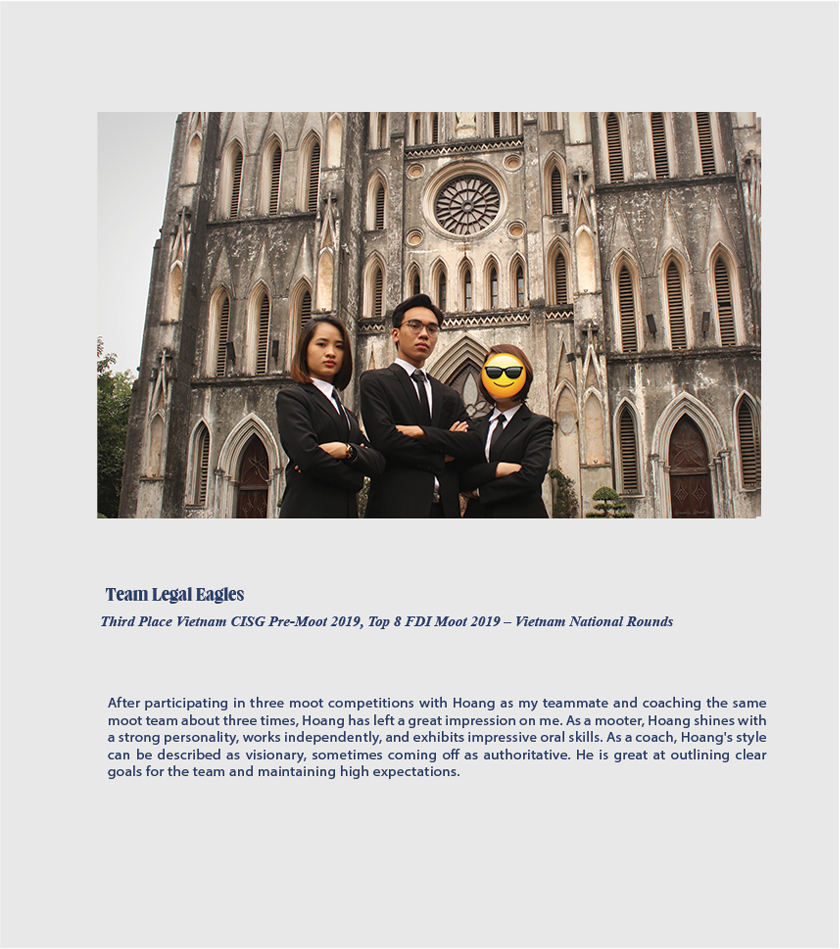 Team Legal Eagles
Third Place Vietnam CISG Pre-Moot 2019, Top 8 FDI Moot 2019 – Vietnam National Rounds
After participating in three moot competitions with Hoang as my teammate and coaching the same
moot team about three times, Hoang has left a great impression on me. As a mooter, Hoang shines with
a strong personality, works independently, and exhibits impressive oral skills. As a coach, Hoang's style
can be described as visionary, sometimes coming off as authoritative. He is great at outlining clear
goals for the team and maintaining high expectations.